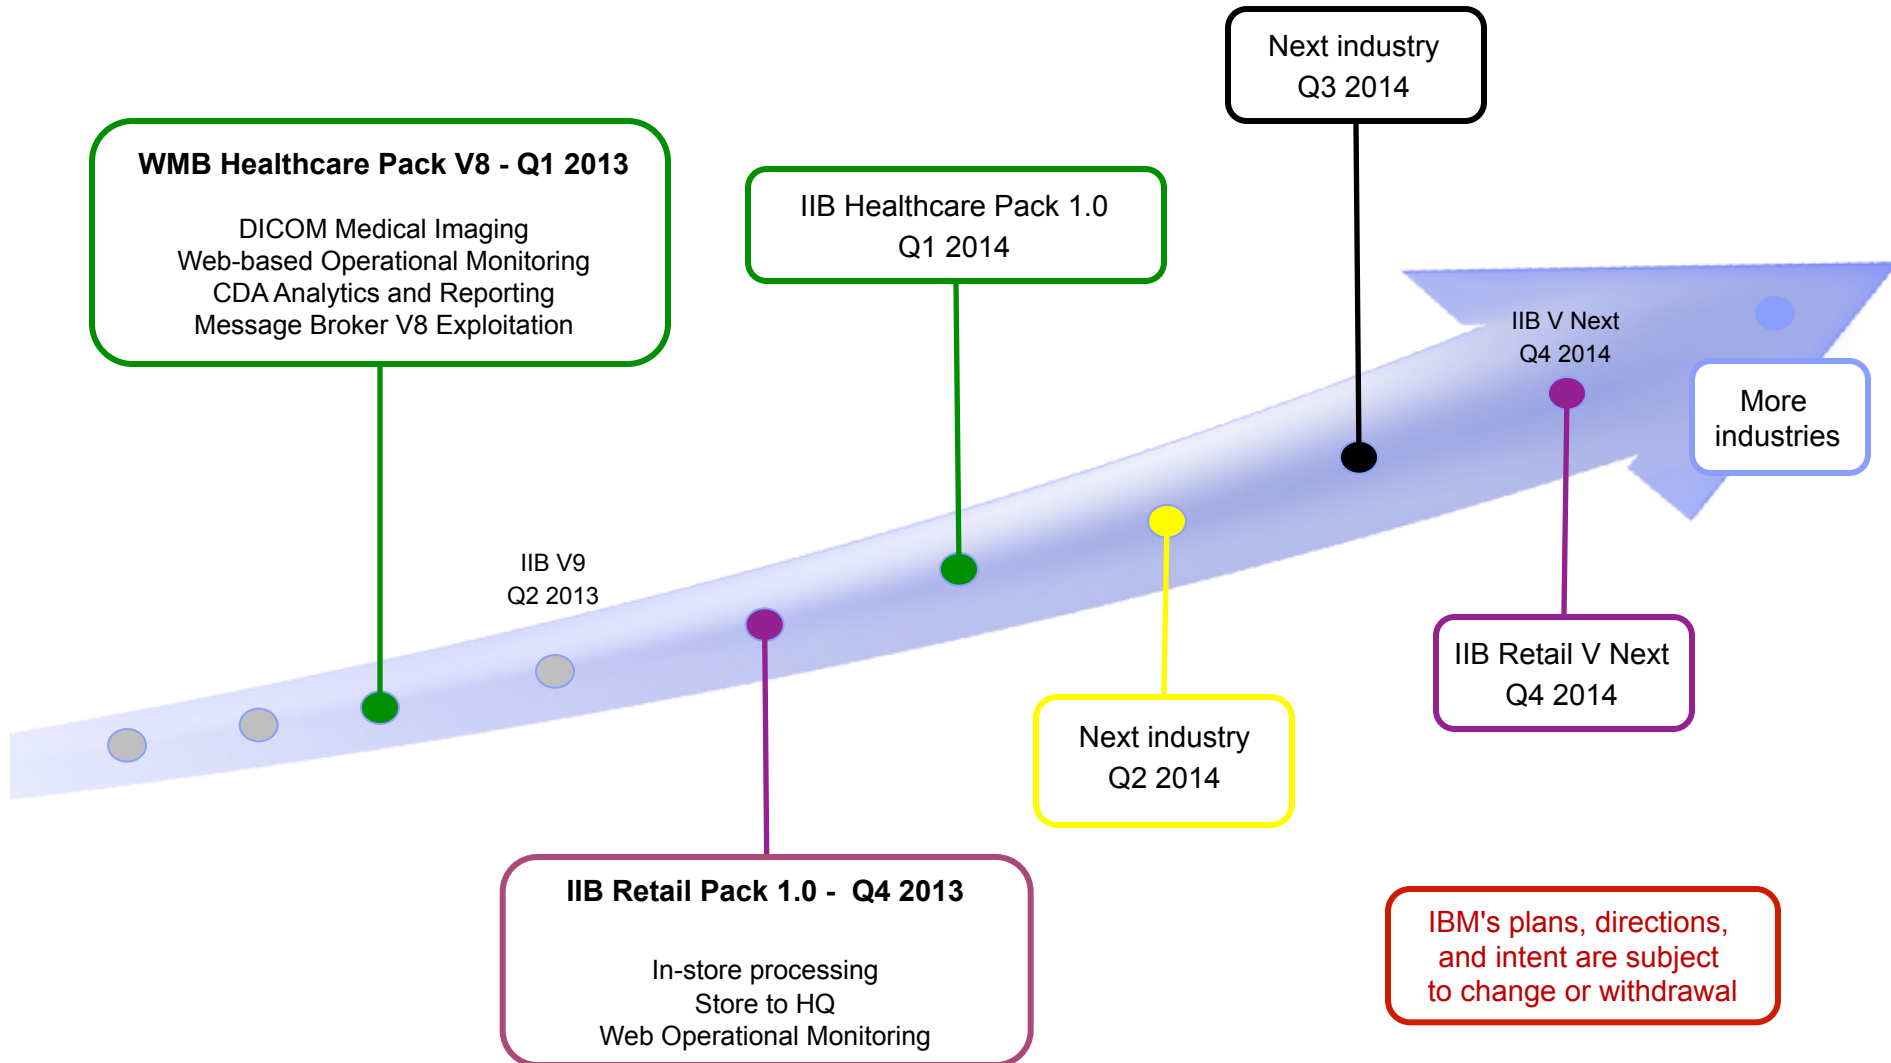 Next industry
Q3 2014
WMB Healthcare Pack V8 - Q1 2013
DICOM Medical Imaging
Web-based Operational Monitoring
CDA Analytics and Reporting
Message Broker V8 Exploitation
IIB Healthcare Pack 1.0
Q1 2014
IIB V Next
Q4 2014
More
industries
IIB V9
Q2 2013
IIB Retail V Next
Q4 2014
Next industry
Q2 2014
IIB Retail Pack 1.0 -  Q4 2013
In-store processing
Store to HQ
Web Operational Monitoring
IBM's plans, directions,
and intent are subject
to change or withdrawal